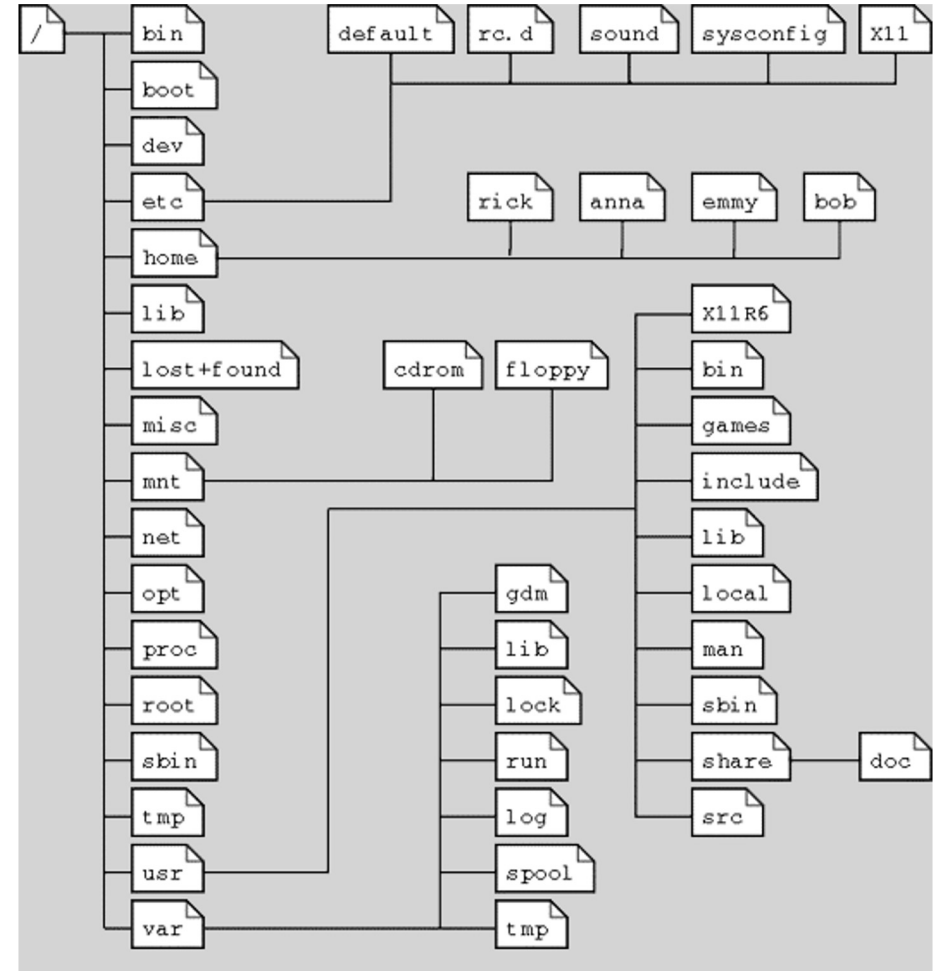 / bin default rc.d sound sysconfig X11
boot
dev
etc rick anna emmy bob
home
lib X11R6
lost+found cdrom floppy bin
misc games
mnt include
net lib
opt gdm local
proc lib man
root lock sbin
sbin run share doc
tmp log src
usr spool
var tmp